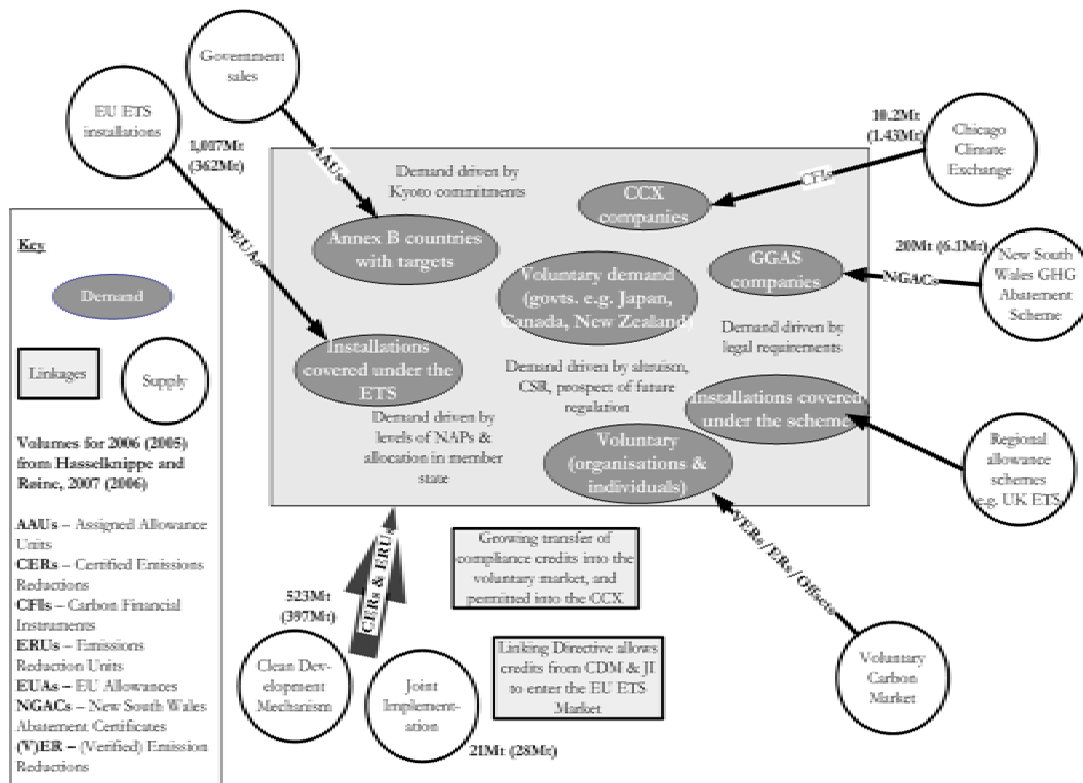 Government
sales
EU ETS
installations
1,017Mt
(362Mt)
AAUs
EUAs
Demand driven by
Kyoto commitments
Annex B countries
with targets
CCX
companies
CFIs
10.2Mt
(1.43Mt)
Chicago
Climate
Exchange
Voluntary demand
(govts. e.g. Japan,
Canada, New Zealand)
GGAS
companies
NGACs
20Mt (6.1Mt)
New South
Wales GHG
Abatement
Scheme
Demand driven by
legal requirements
Installations
covered under the
ETS
Demand driven by altruism,
CSR, prospect of future
regulation
Installations covered
under the scheme
Demand driven by
levels of NAPs &
allocation in member
state
Voluntary
(organisations &
individuals)
Regional
allowance
schemes
e.g. UK ETS
VERs/ERs/Offsets
Voluntary
Carbon
Market
CERs & ERUs
523Mt
(397Mt)
Clean Dev-
elopment
Mechanism
Joint
Implement-
ation
21Mt (28Mt)
Growing transfer of
compliance credits into the
voluntary market, and
permitted into the CCX
Linking Directive allows
credits from CDM & JI
to enter the EU ETS
Market
Key
Demand
Linkages
Supply
Volumes for 2006 (2005)
from Hasselknippe and
Røine, 2007 (2006)
AAUs – Assigned Allowance
Units
CERs – Certified Emissions
Reductions
CFIs – Carbon Financial
Instruments
ERUs – Emissions
Reduction Units
EUAs – EU Allowances
NGACs – New South Wales
Abatement Certificates
(V)ER – (Verified) Emission
Reductions